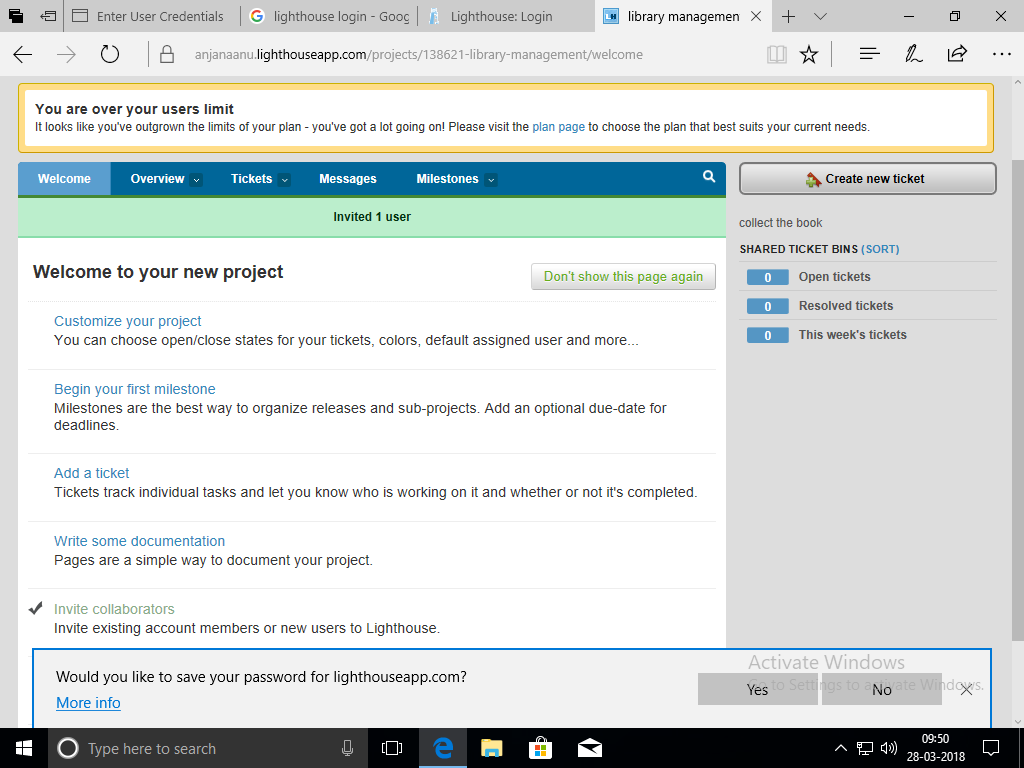 Enter User Credentials
lighthouse login - Goog
Lighthouse: Login
library managemen
anjanaanu.lighthouseapp.com/projects/138621-library-management/welcome
You are over your users limit
It looks like you've outgrown the limits of your plan - you've got a lot going on! Please visit the plan page to choose the plan that best suits your current needs.
Welcome
Overview
Tickets
Messages
Milestones
Create new ticket
Invited 1 user
collect the book
SHARED TICKET BINS (SORT)
0 Open tickets
0 Resolved tickets
0 This week's tickets
Welcome to your new project
Don't show this page again
Customize your project
You can choose open/close states for your tickets, colors, default assigned user and more...
Begin your first milestone
Milestones are the best way to organize releases and sub-projects. Add an optional due-date for
deadlines.
Add a ticket
Tickets track individual tasks and let you know who is working on it and whether or not it's completed.
Write some documentation
Pages are a simple way to document your project.
Invite collaborators
Invite existing account members or new users to Lighthouse.
Would you like to save your password for lighthouseapp.com?
More info
Yes
No
Activate Windows
Go to Settings to activate Windows.
Type here to search
09:50
28-03-2018